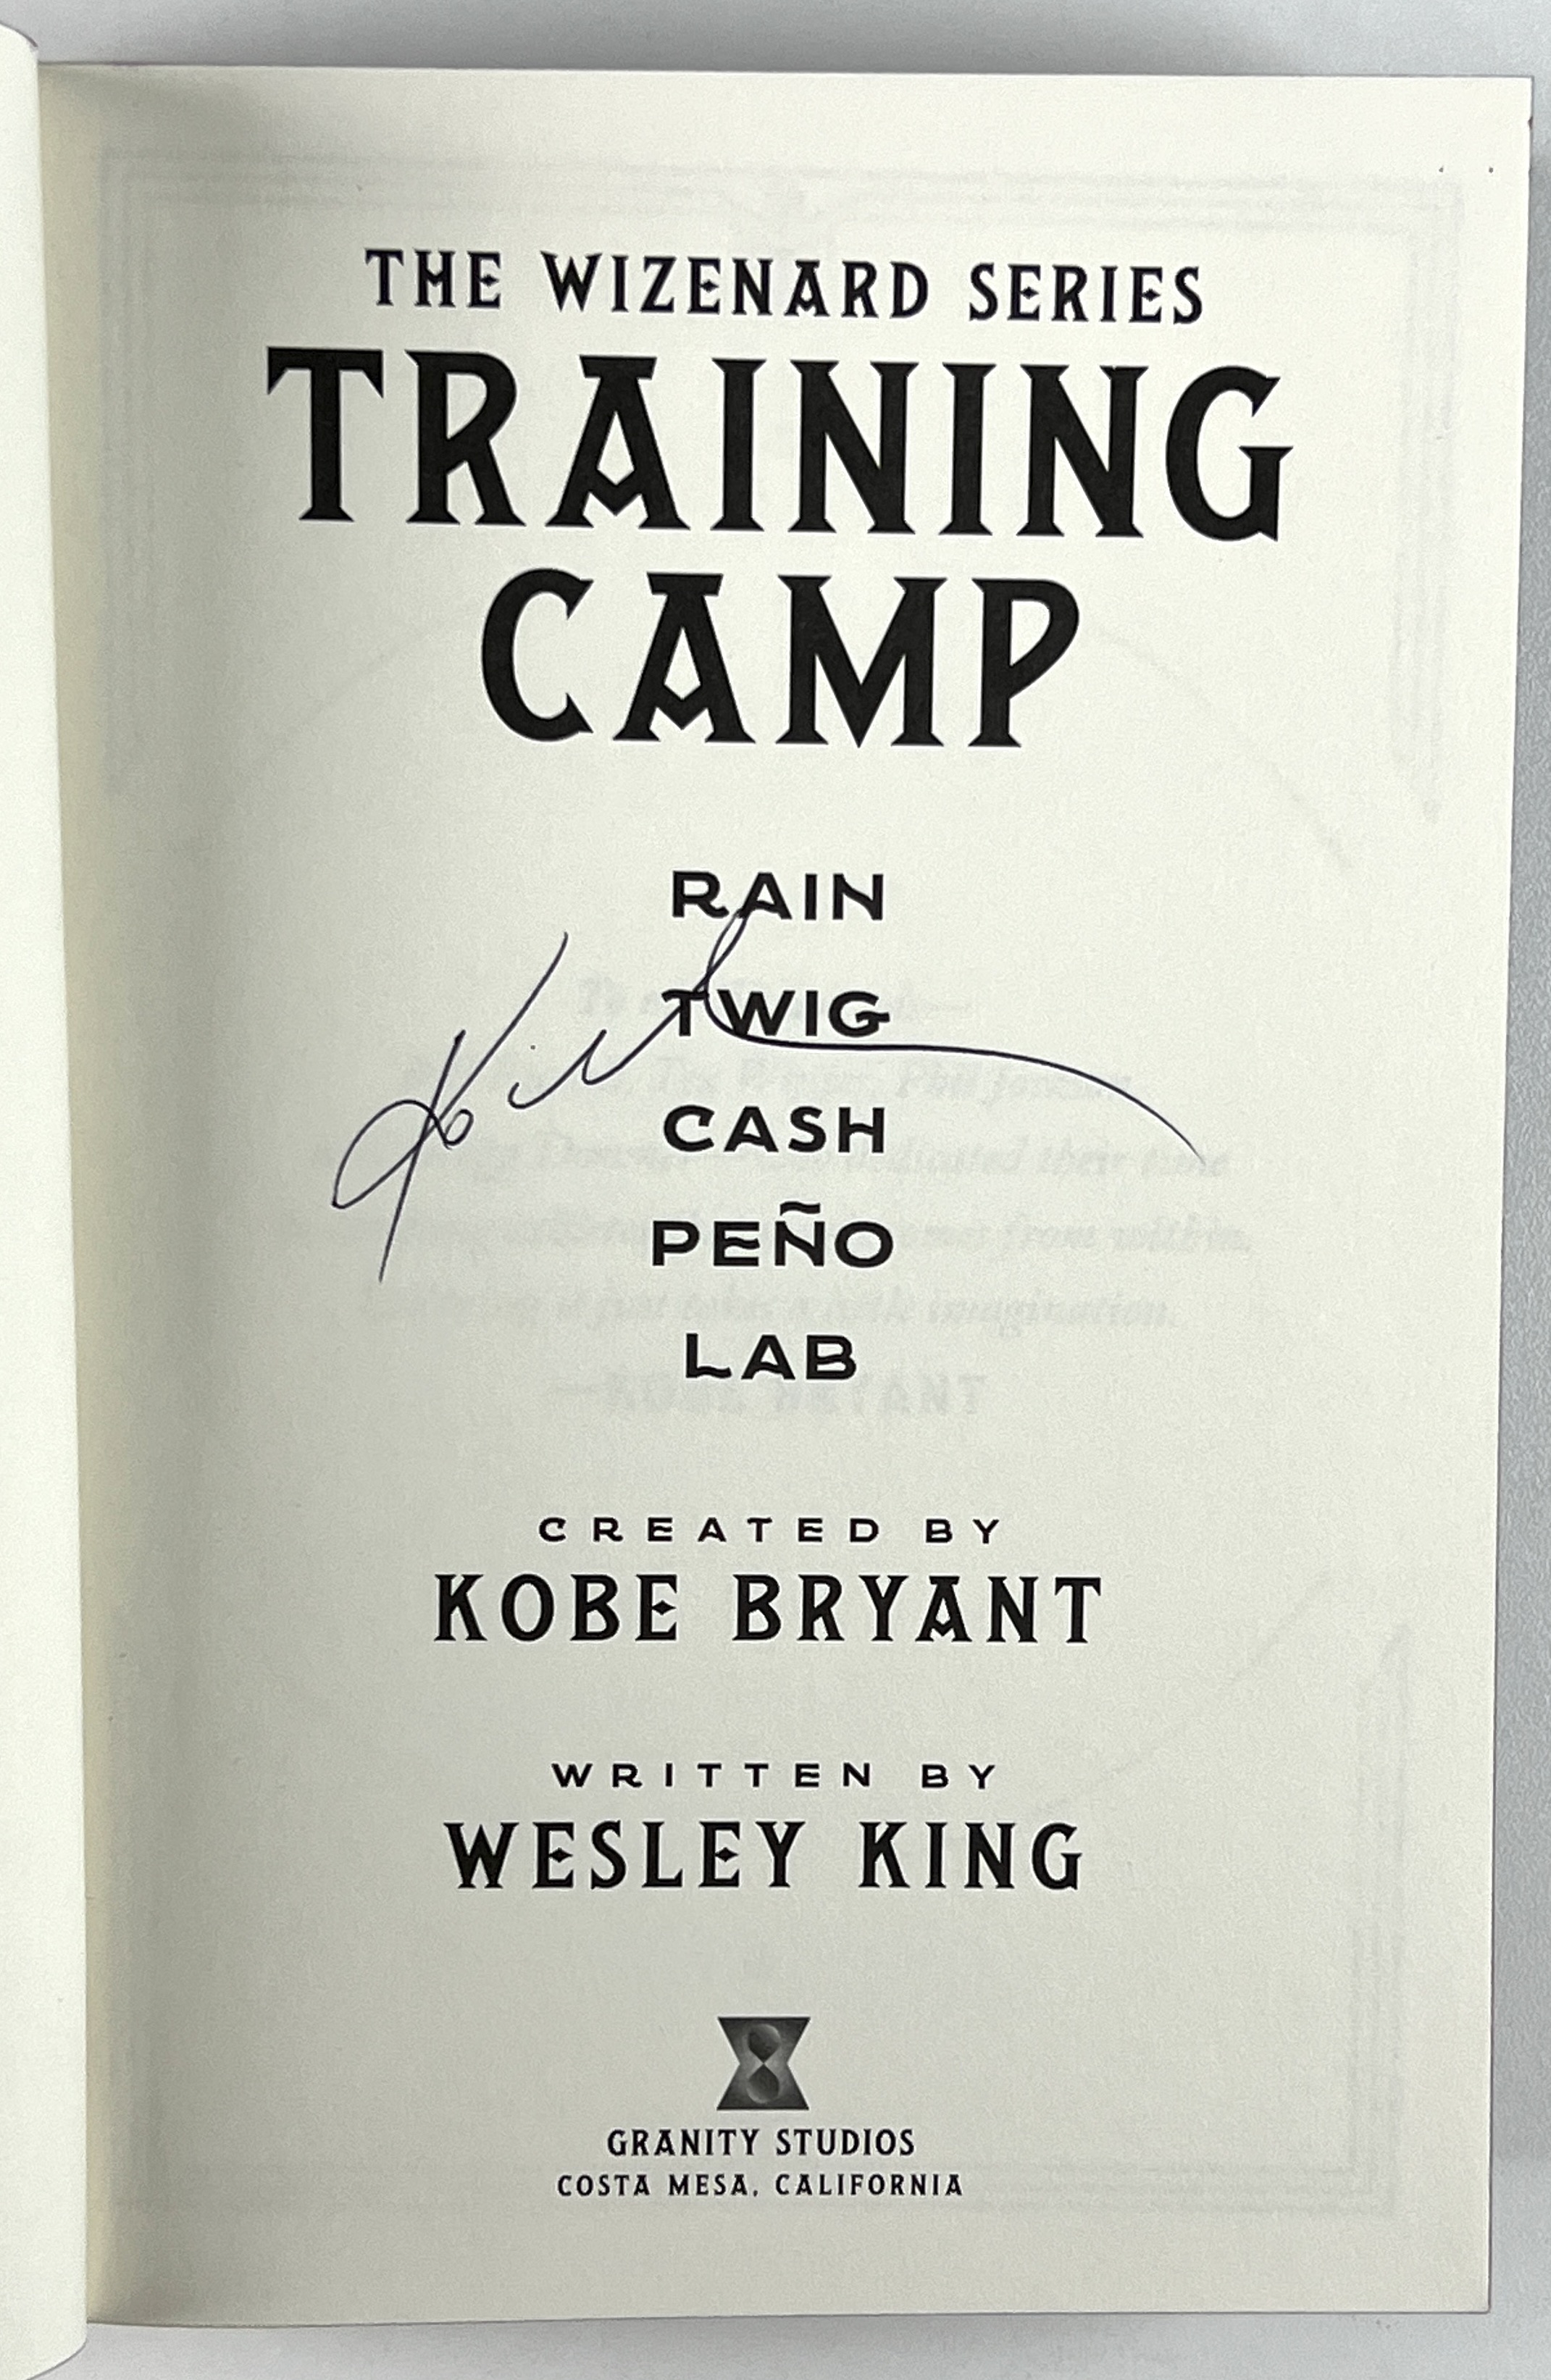 THE WIZENARD SERIES
TRAINING
CAMP
RAIN
TWIG
CASH
PEÑO
LAB
CREATED BY
KOBE BRYANT
WRITTEN BY
WESLEY KING
GRANITY STUDIOS
COSTA MESA, CALIFORNIA